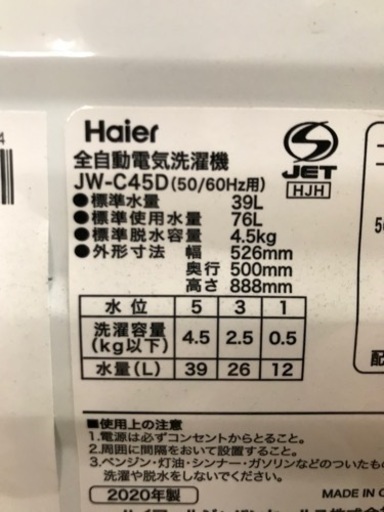 Haier
全自動電気洗濯機
JW-C45D(50/60Hz用)
●標準水量 39L
●標準使用水量 76L
●標準脱水容量 4.5kg
●外形寸法 幅 526mm
奥行 500mm
高さ 888mm
S
JET
HJH
水位 5 3 1
洗濯容量(kg以下) 4.5 2.5 0.5
水量(L) 39 26 12
■使用上の注意
1.電源は必ずコンセントからとること。
2.周囲に間隔をおいて設置すること。
3.ベンジン・灯油・シンナー・ガソリンなどのついたもの
洗濯や脱水をしないでください。
2020年製
MADE IN C
配
4